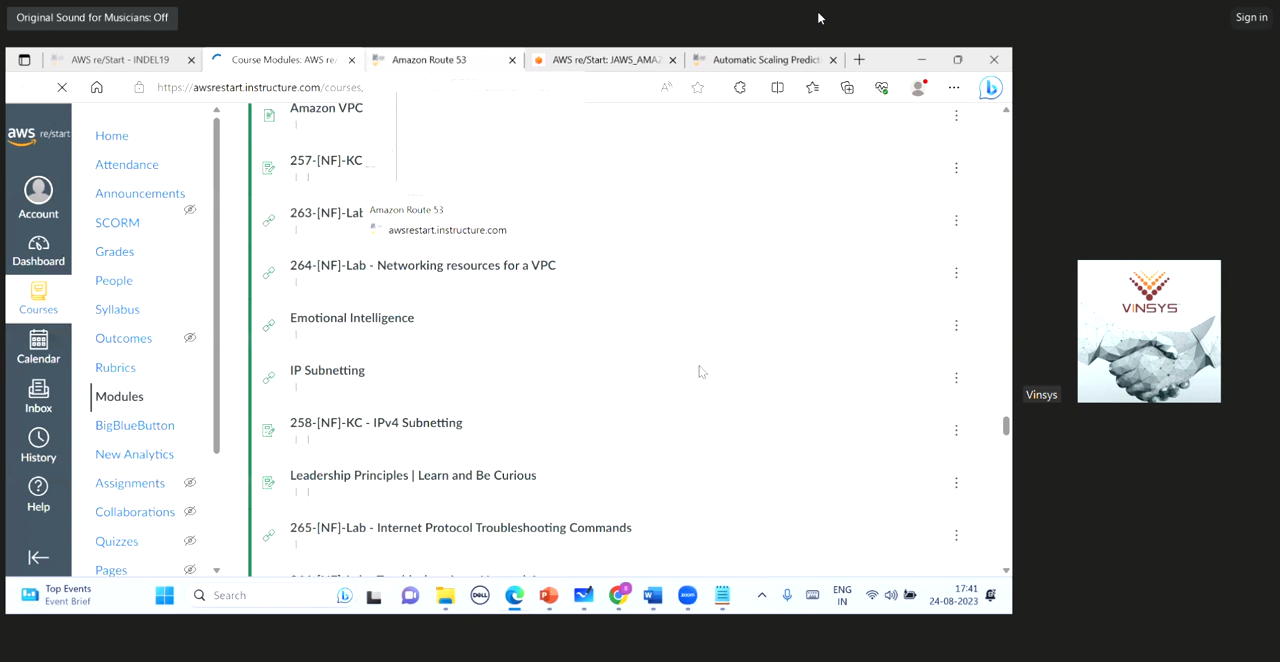 Original Sound for Musicians: Off
Sign in
AWS re/Start - INDEL19
Course Modules: AWS re/
Amazon Route 53
AWS re/Start: JAWS_AMAZ
Automatic Scaling Predicti
https://awsrestart.instructure.com/courses,
aws re/start
Account
Dashboard
Courses
Calendar
Inbox
History
Help
Home
Attendance
Announcements
SCORM
Grades
People
Syllabus
Outcomes
Rubrics
Modules
BigBlueButton
New Analytics
Assignments
Collaborations
Quizzes
Pages
Amazon VPC
257-[NF]-KC
263-[NF]-Lab
Amazon Route 53
awsrestart.instructure.com
264-[NF]-Lab - Networking resources for a VPC
Emotional Intelligence
IP Subnetting
258-[NF]-KC - IPv4 Subnetting
Leadership Principles | Learn and Be Curious
265-[NF]-Lab - Internet Protocol Troubleshooting Commands
VINSYS
Vinsys
Top Events
Event Brief
Search
DELL
zoom
ENG
IN
17:41
24-08-2023